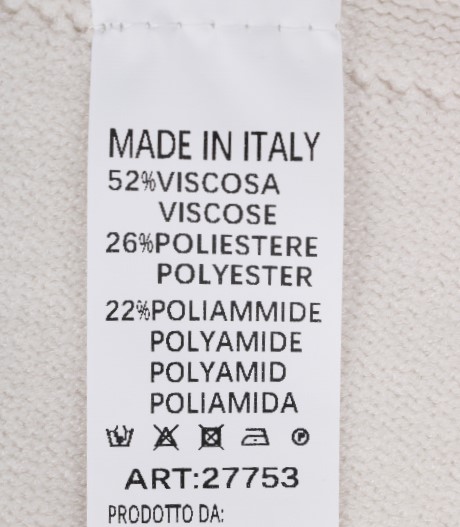 MADE IN ITALY
52%VISCOSA
VISCOSE
26%POLIESTERE
POLYESTER
22%POLIAMMIDE
POLYAMIDE
POLYAMID
POLIAMIDA
P
ART:27753
PRODOTTO DA: